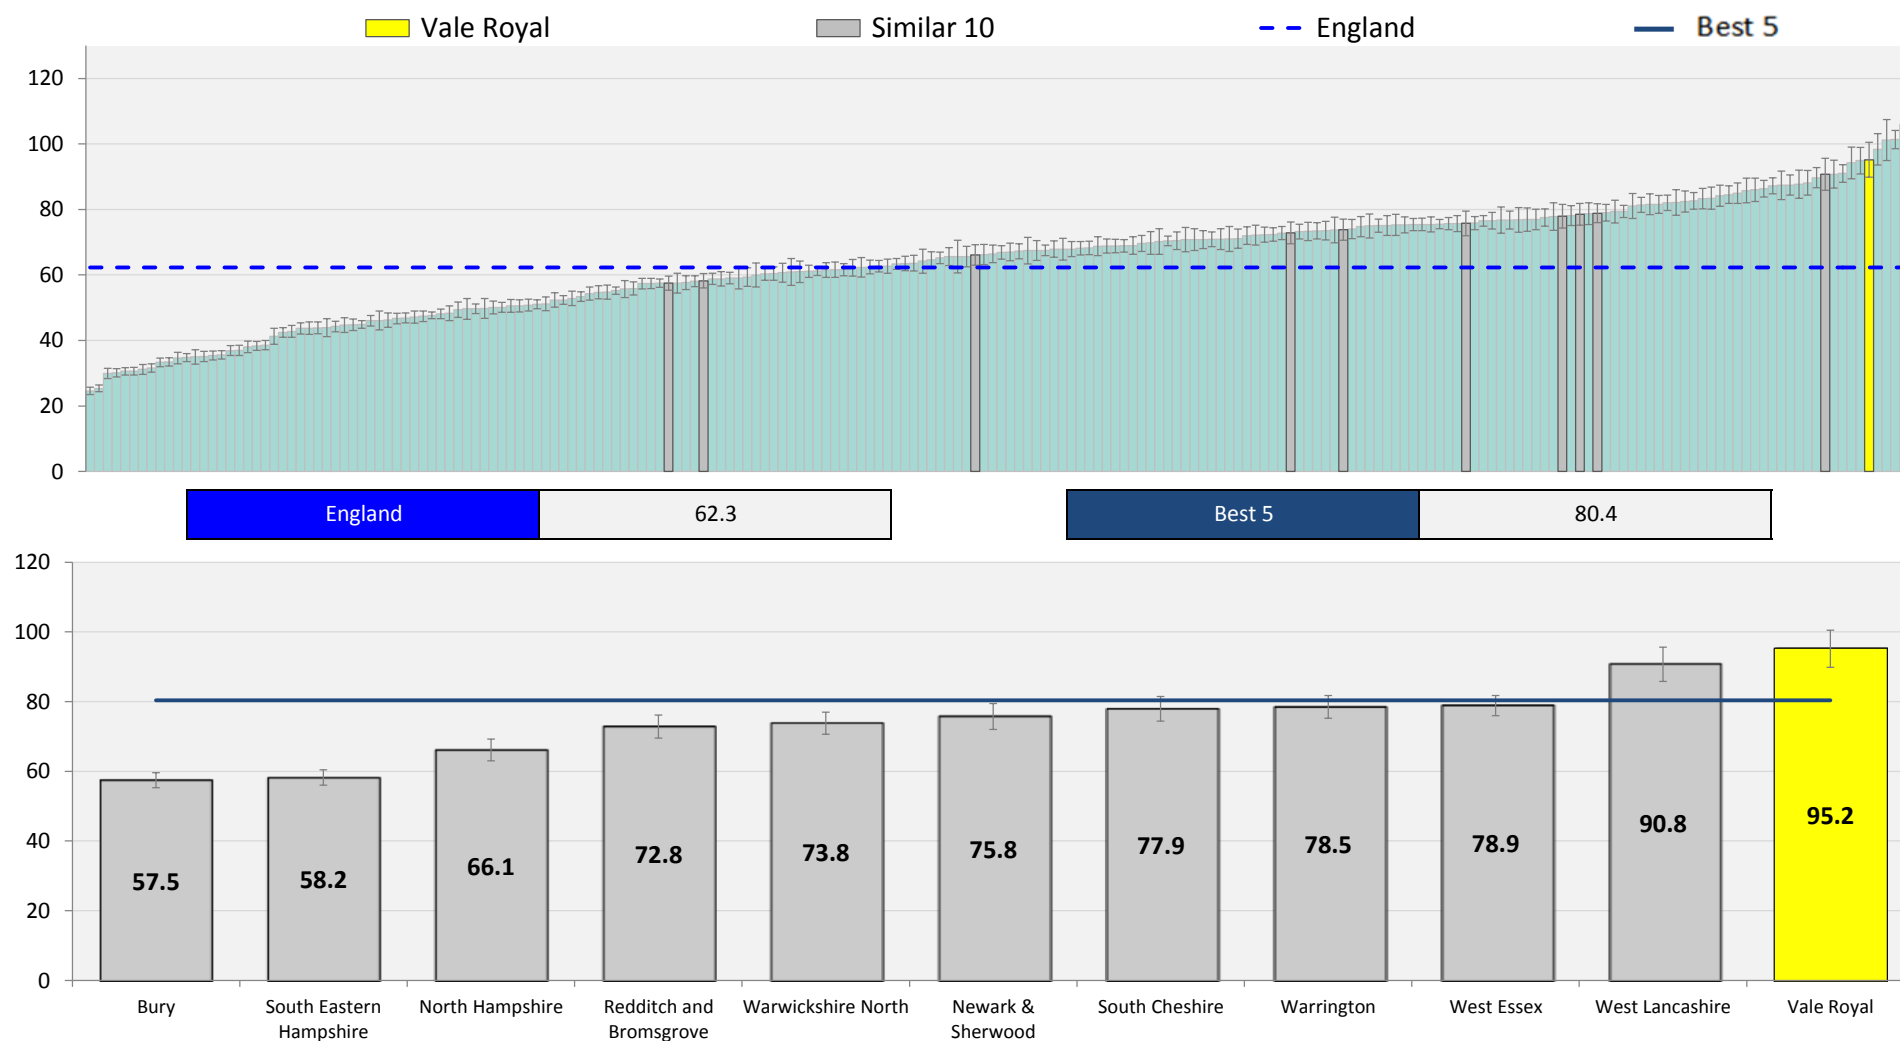 Vale Royal
Similar 10
England
Best 5
120
100
80
60
40
20
0
England
62.3
Best 5
80.4
120
100
80
60
40
20
0
57.5
58.2
66.1
72.8
73.8
75.8
77.9
78.5
78.9
90.8
95.2
Bury
South Eastern
Hampshire
North Hampshire
Redditch and
Bromsgrove
Warwickshire North
Newark &
Sherwood
South Cheshire
Warrington
West Essex
West Lancashire
Vale Royal